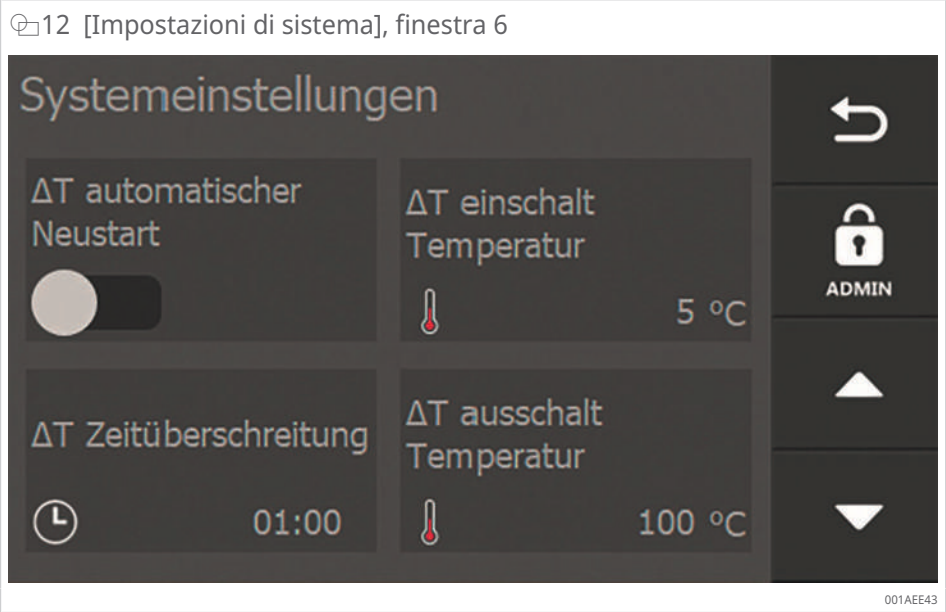 12 [Impostazioni di sistema], finestra 6
Systemeinstellungen
ΔT automatischer
Neustart
ΔT einschalt
Temperatur
5 °C
ΔT Zeitüberschreitung
01:00
ΔT ausschalt
Temperatur
100 °C
ADMIN
001AEE43